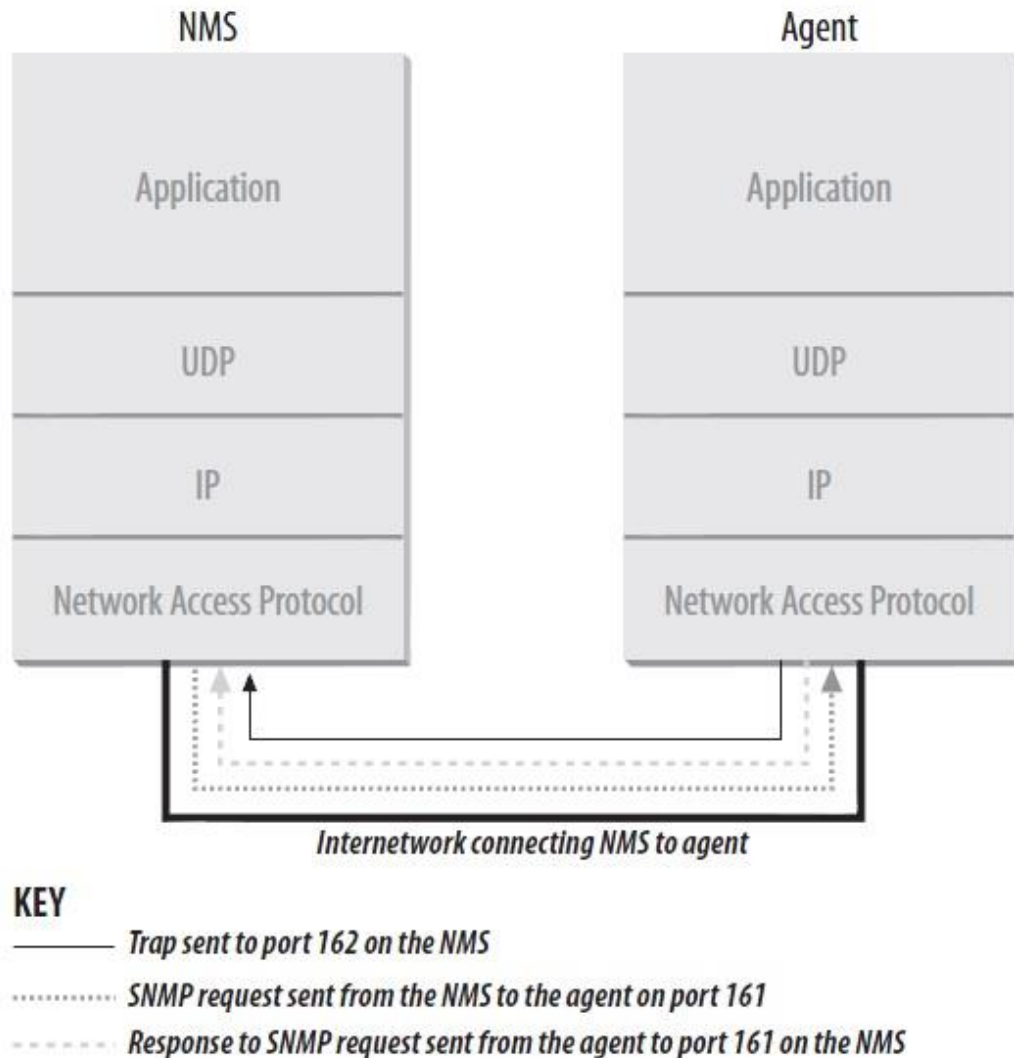 NMS
Agent
Application
Application
UDP
UDP
IP
IP
Network Access Protocol
Network Access Protocol
Internetwork connecting NMS to agent
KEY
Trap sent to port 162 on the NMS
SNMP request sent from the NMS to the agent on port 161
Response to SNMP request sent from the agent to port 161 on the NMS